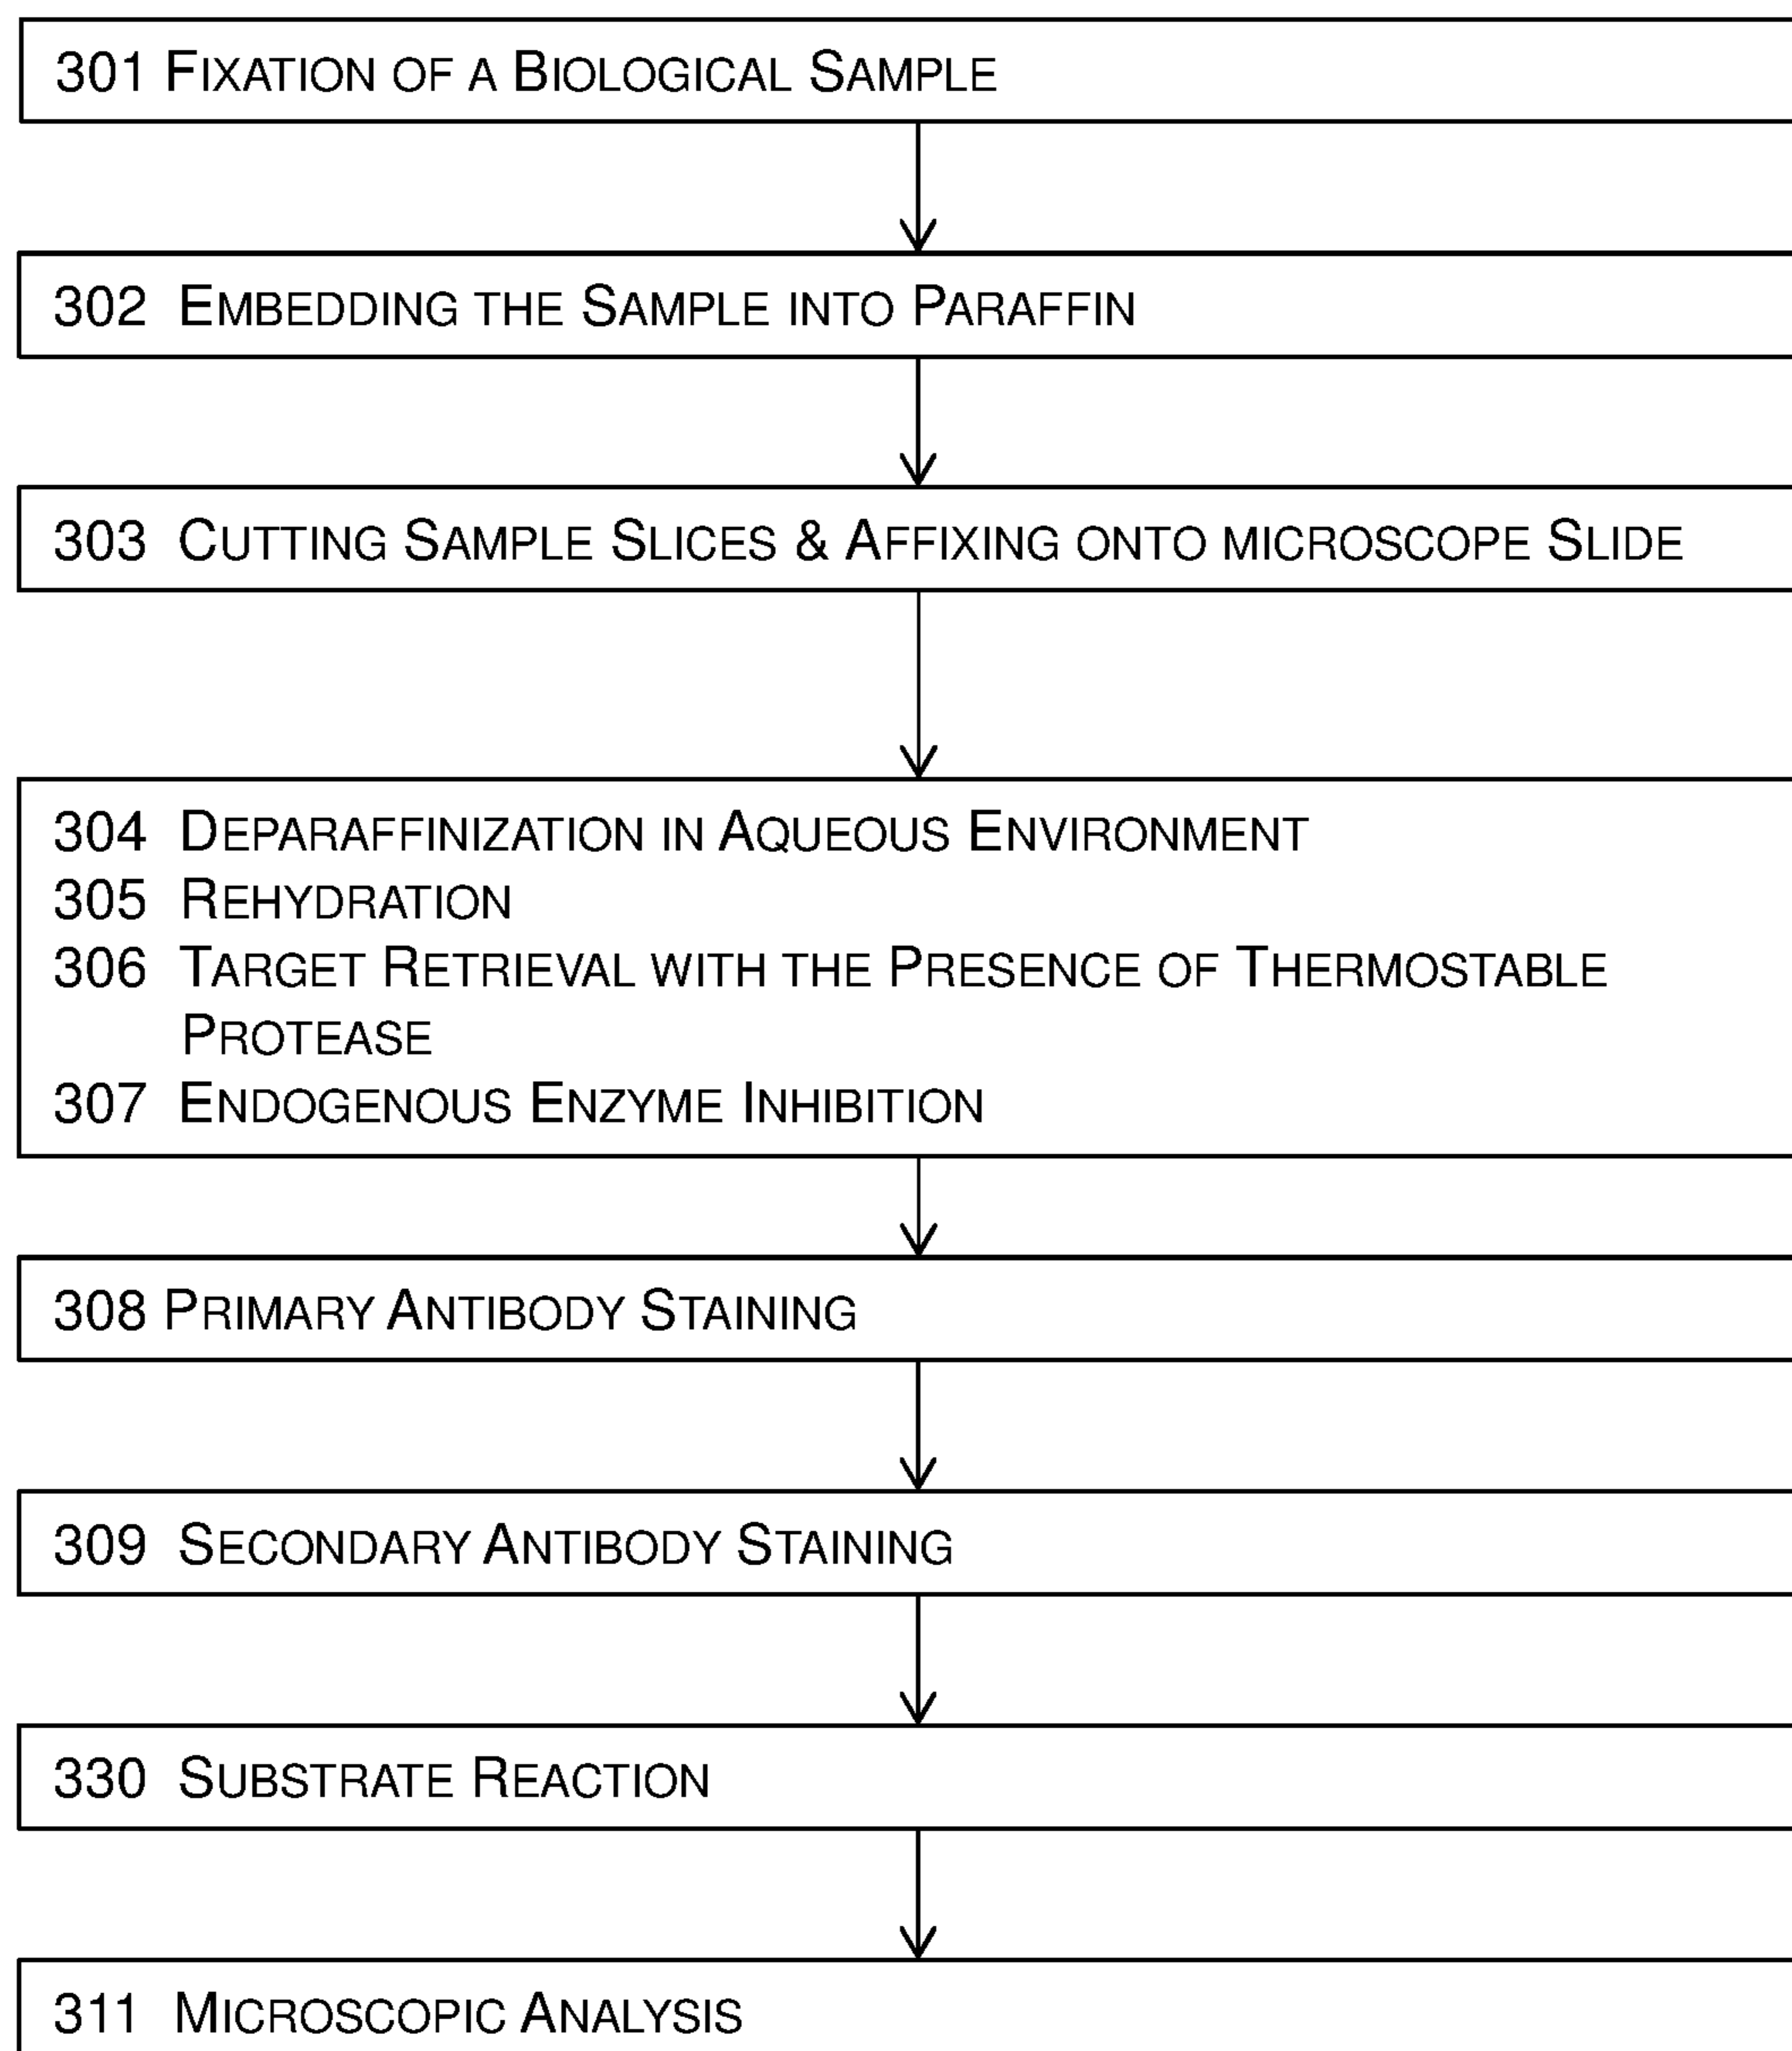 301 Fixation of a Biological Sample
302 Embedding the Sample into Paraffin
303 Cutting Sample Slices & Affixing onto microscope Slide
304 Deparaffinization in Aqueous Environment
305 Rehydration
306 Target Retrieval with the Presence of Thermostable
Protease
307 Endogenous Enzyme Inhibition
308 Primary Antibody Staining
309 Secondary Antibody Staining
330 Substrate Reaction
311 Microscopic Analysis